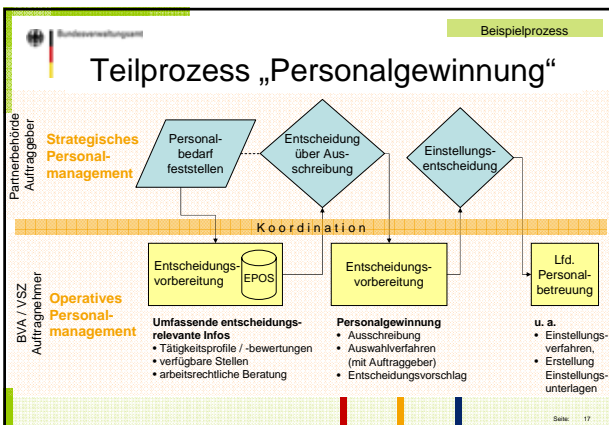 Bundesverwaltungsamt
Beispielprozess
Teilprozess „Personalgewinnung“
Partnerbehörde
Auftraggeber
Strategisches
Personal-
management
Personal-
bedarf
feststellen
Entscheidung
über Aus-
schreibung
Einstellungs-
entscheidung
Koordination
BVA / VSZ
Auftragnehmer
Operatives
Personal-
management
Entscheidungs-
vorbereitung
EPOS
Entscheidungs-
vorbereitung
Lfd.
Personal-
betreuung
Umfassende entscheidungs-
relevante Infos
• Tätigkeitsprofile / -bewertungen
• verfügbare Stellen
• arbeitsrechtliche Beratung
Personalgewinnung
• Ausschreibung
• Auswahlverfahren
(mit Auftraggeber)
• Entscheidungsvorschlag
u. a.
• Einstellungs-
verfahren,
• Erstellung
Einstellungs-
unterlagen
Seite: 17